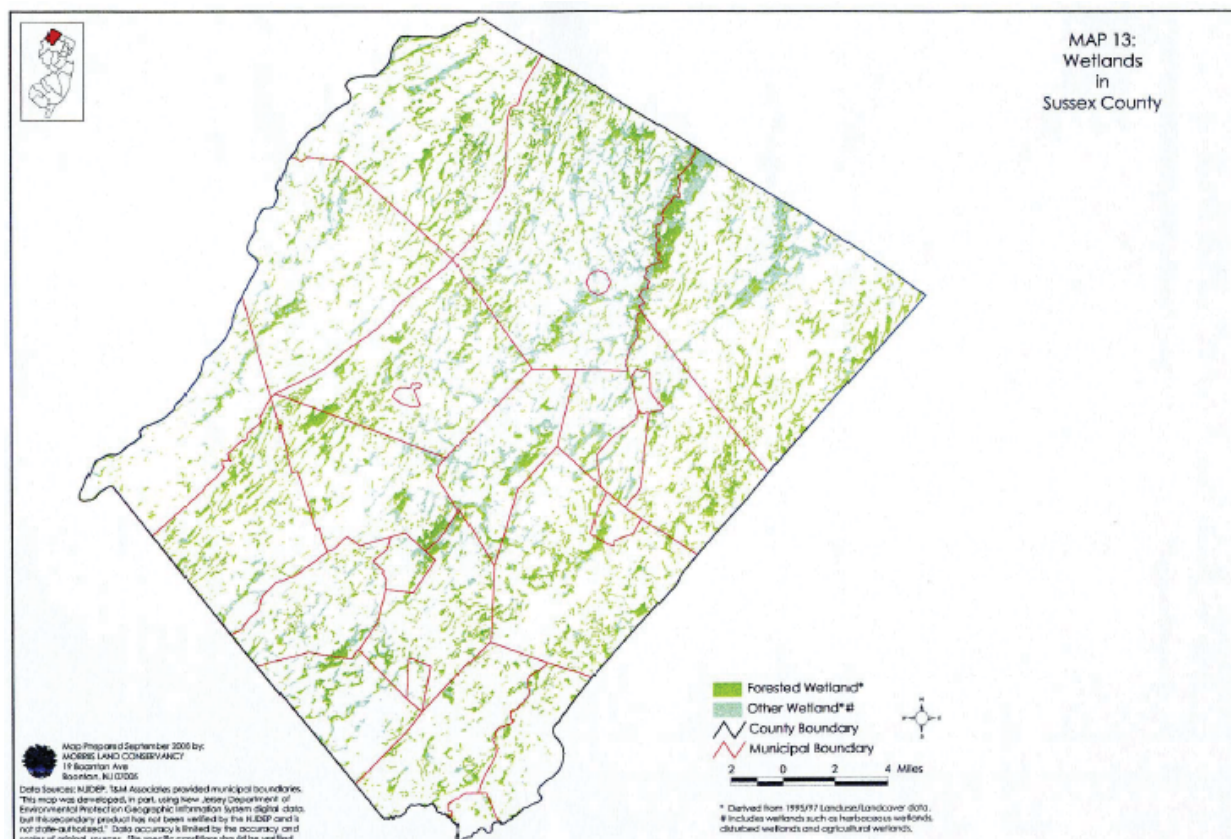 MAP 13:
Wetlands
in
Sussex County
Forested Wetland*
Other Wetland*#
County Boundary
Municipal Boundary
2 0 2 4 Miles
* Derived from 1995/97 Landuse/Landcover data.
# Includes wetlands such as herbaceous wetlands,
disturbed wetlands and agricultural wetlands.
Map Prepared September 2005 by:
MORRIS LAND CONSERVANCY
19 Boonton Ave
Boonton, NJ 07005
Data Sources: NJDEP, T&M Associates provided municipal boundaries.
"This map was developed, in part, using New Jersey Department of
Environmental Protection Geographic Information System digital data,
but this secondary product has not been verified by the NJDEP and is
not state-authorized." Data accuracy is limited by the accuracy and